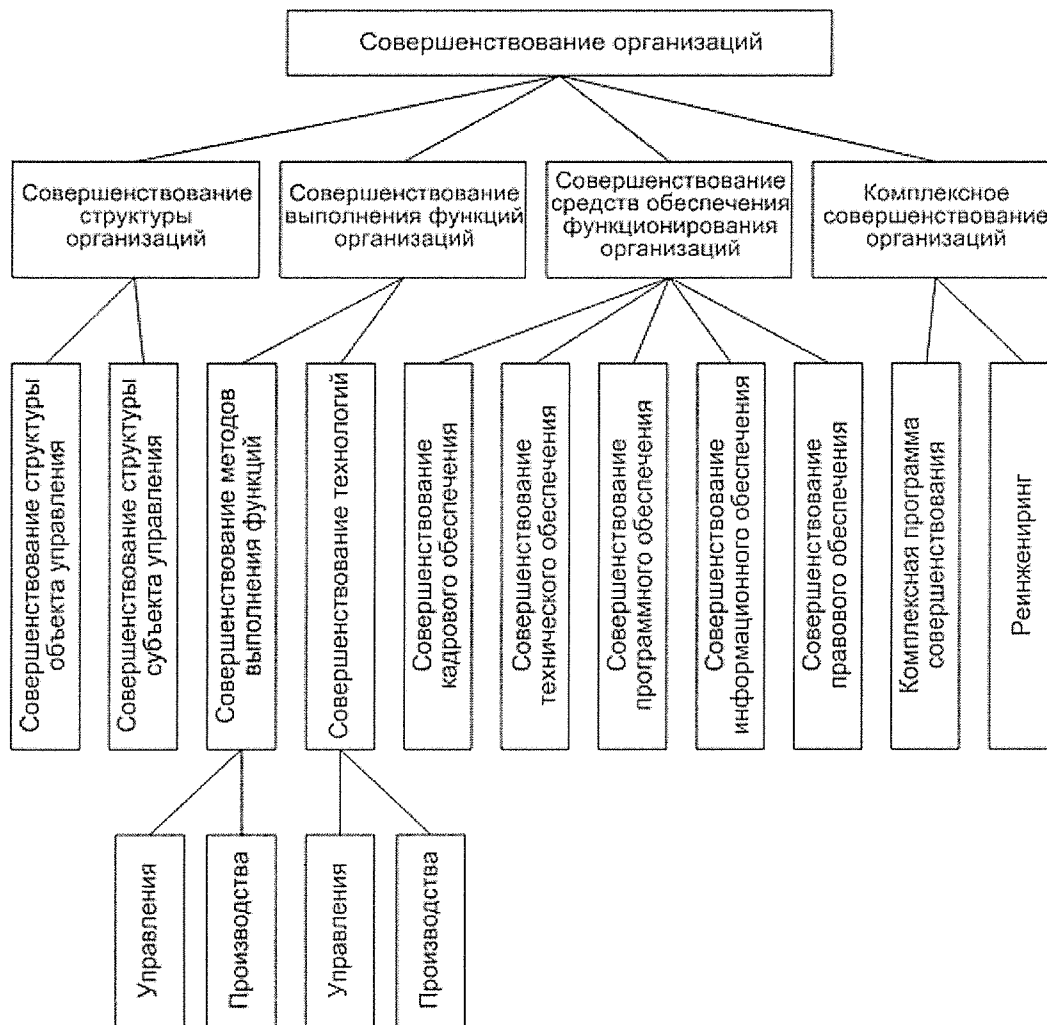 Совершенствование организаций
Совершенствование
структуры
организаций
Совершенствование
выполнения функций
организаций
Совершенствование
средств обеспечения
функционирования
организаций
Комплексное
совершенствование
организаций
Совершенствование структуры
объекта управления
Совершенствование структуры
субъекта управления
Совершенствование методов
выполнения функций
Совершенствование технологий
Совершенствование
кадрового обеспечения
Совершенствование
технического обеспечения
Совершенствование
программного обеспечения
Совершенствование
информационного обеспечения
Совершенствование
правового обеспечения
Комплексная программа
совершенствования
Реинжениринг
Управления
Производства
Управления
Производства